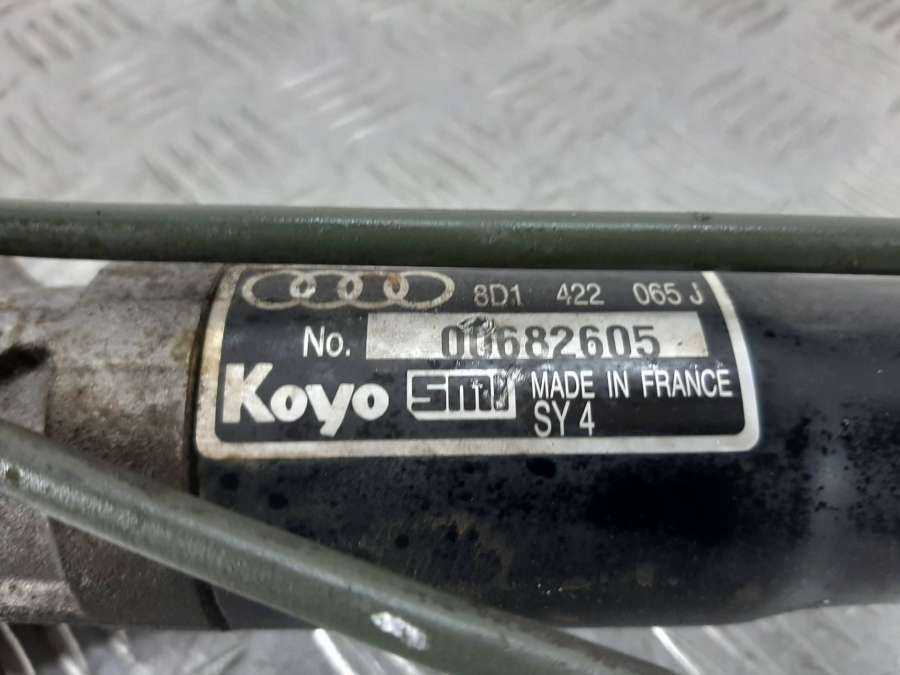 8D1 422 065 J
No. 00682605
Koyo smi MADE IN FRANCE
SY 4